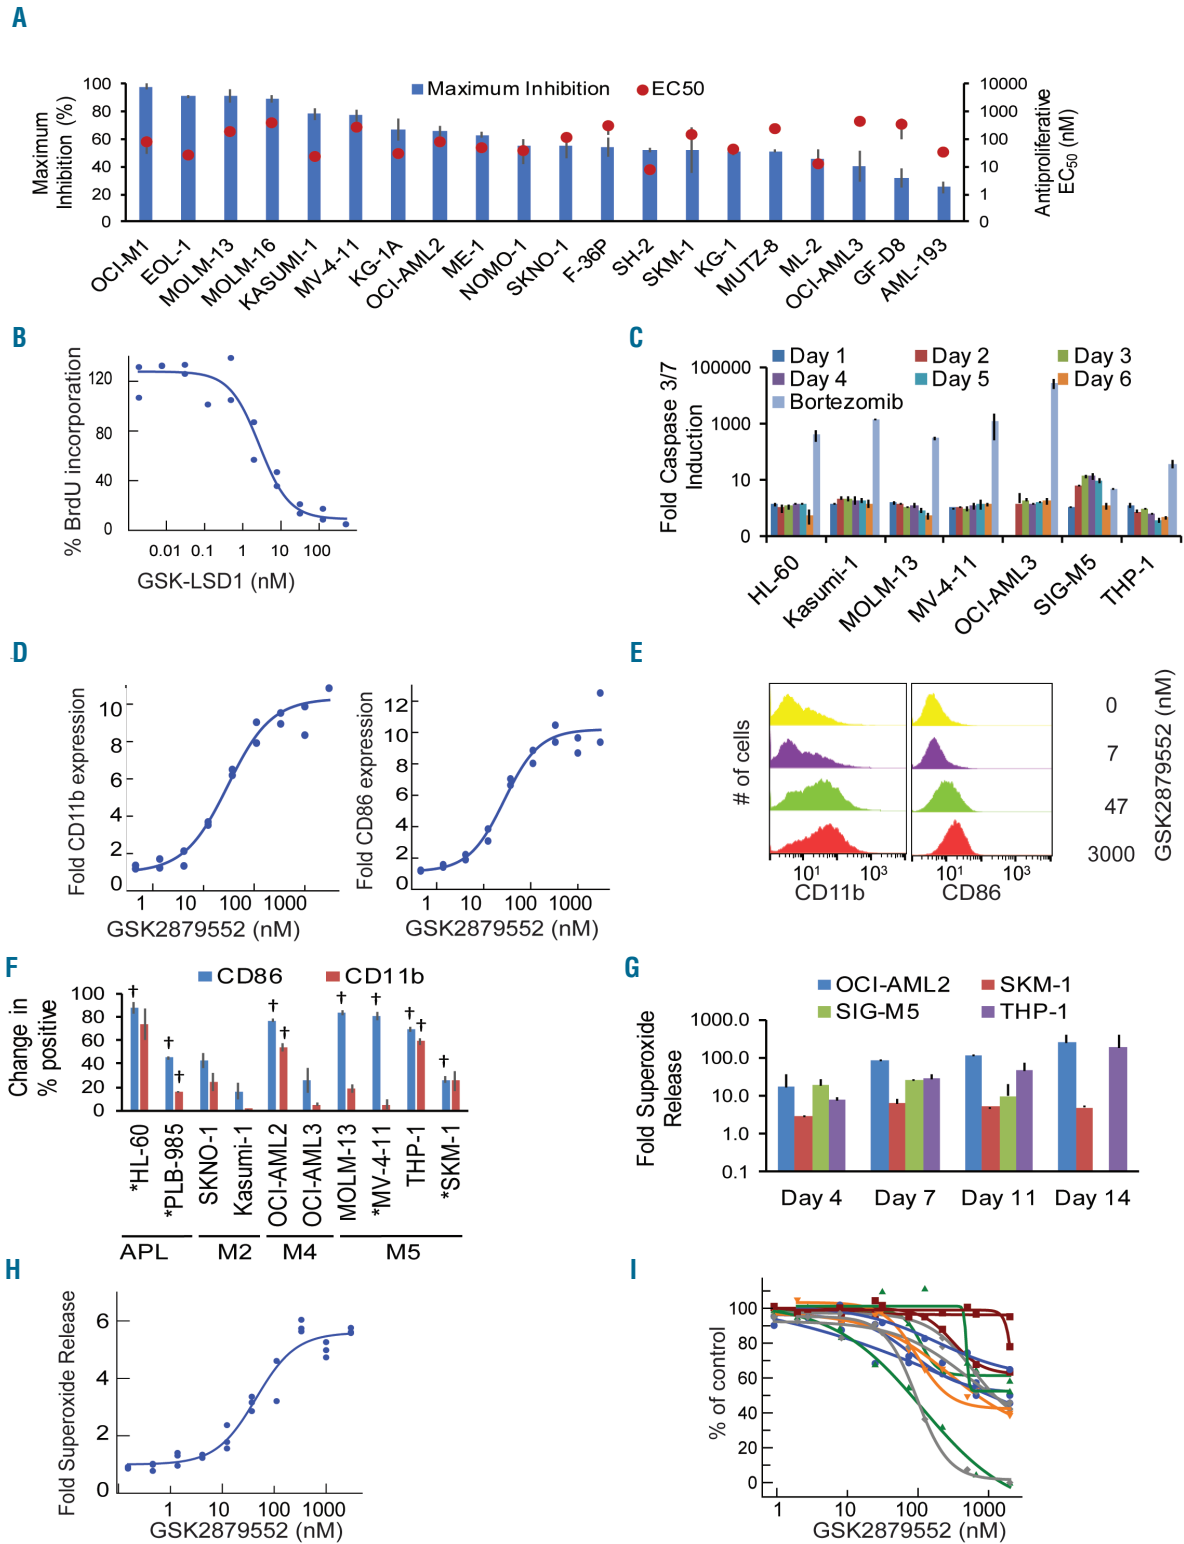 A
Maximum Inhibition
EC50
Maximum
Inhibition (%)
100
80
60
40
20
0
10000
1000
100
10
1
0
Antiproliferative
EC50 (nM)
OCI-M1
EOL-1
MOLM-13
MOLM-16
KASUMI-1
MV-4-11
KG-1A
OCI-AML2
ME-1
NOMO-1
SKNO-1
F-36P
SH-2
SKM-1
KG-1
MUTZ-8
ML-2
OCI-AML3
GF-D8
AML-193
B
% BrdU incorporation
120
80
40
0
0.01 0.1 1 10 100
GSK-LSD1 (nM)
C
Day 1 Day 2 Day 3
Day 4 Day 5 Day 6
Bortezomib
Fold Caspase 3/7
Induction
100000
1000
10
0
HL-60
Kasumi-1
MOLM-13
MV-4-11
OCI-AML3
SIG-M5
THP-1
D
Fold CD11b expression
10
8
6
4
2
0
1 10 100 1000
GSK2879552 (nM)
Fold CD86 expression
12
10
8
6
4
2
0
1 10 100 1000
GSK2879552 (nM)
E
# of cells
10¹ 10³
CD11b
10¹ 10³
CD86
0
7
47
3000
GSK2879552 (nM)
F
CD86 CD11b
Change in
% positive
100
80
60
40
20
0
† † † † † † † † † †
*HL-60
*PLB-985
SKNO-1
Kasumi-1
OCI-AML2
OCI-AML3
MOLM-13
*MV-4-11
THP-1
*SKM-1
APL M2 M4 M5
G
OCI-AML2 SKM-1
SIG-M5 THP-1
Fold Superoxide
Release
1000.0
100.0
10.0
1.0
0.1
Day 4 Day 7 Day 11 Day 14
H
Fold Superoxide Release
6
4
2
0
1 10 100 1000
GSK2879552 (nM)
I
% of control
100
80
60
40
20
0
1 10 100 1000
GSK2879552 (nM)